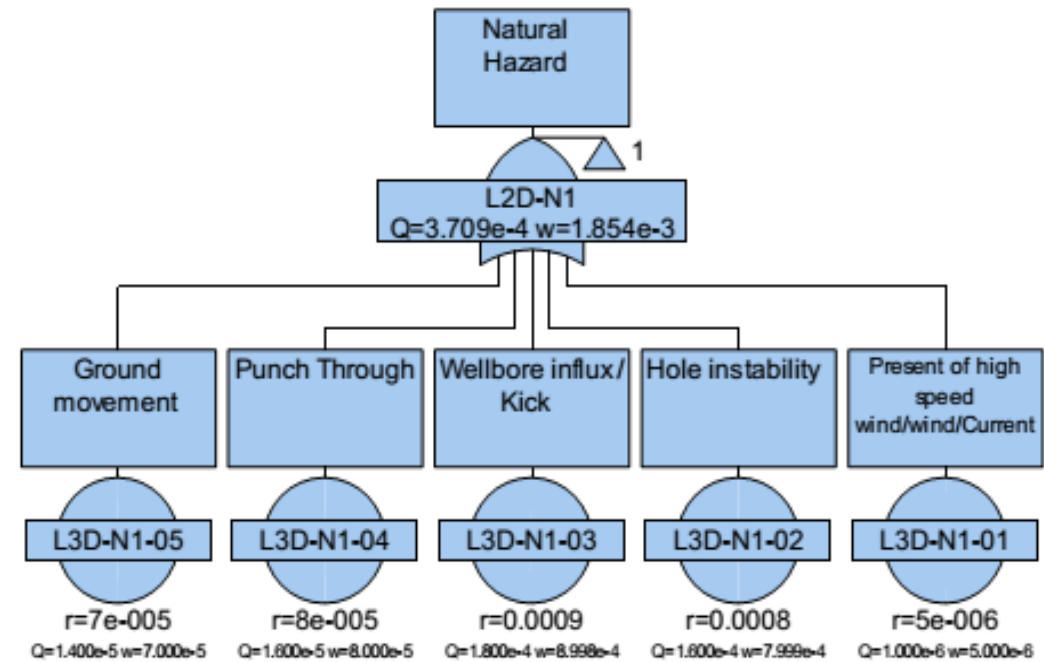 Natural
Hazard
1
L2D-N1
Q=3.709e-4 w=1.854e-3
Ground
movement
Punch Through
Wellbore influx/
Kick
Hole instability
Present of high
speed
wind/wind/Current
L3D-N1-05
L3D-N1-04
L3D-N1-03
L3D-N1-02
L3D-N1-01
r=7e-005
r=8e-005
r=0.0009
r=0.0008
r=5e-006
Q=1.400e-5 w=7.000e-5
Q=1.600e-5 w=8.000e-5
Q=1.800e-4 w=8.998e-4
Q=1.600e-4 w=7.999e-4
Q=1.000e-6 w=5.000e-6